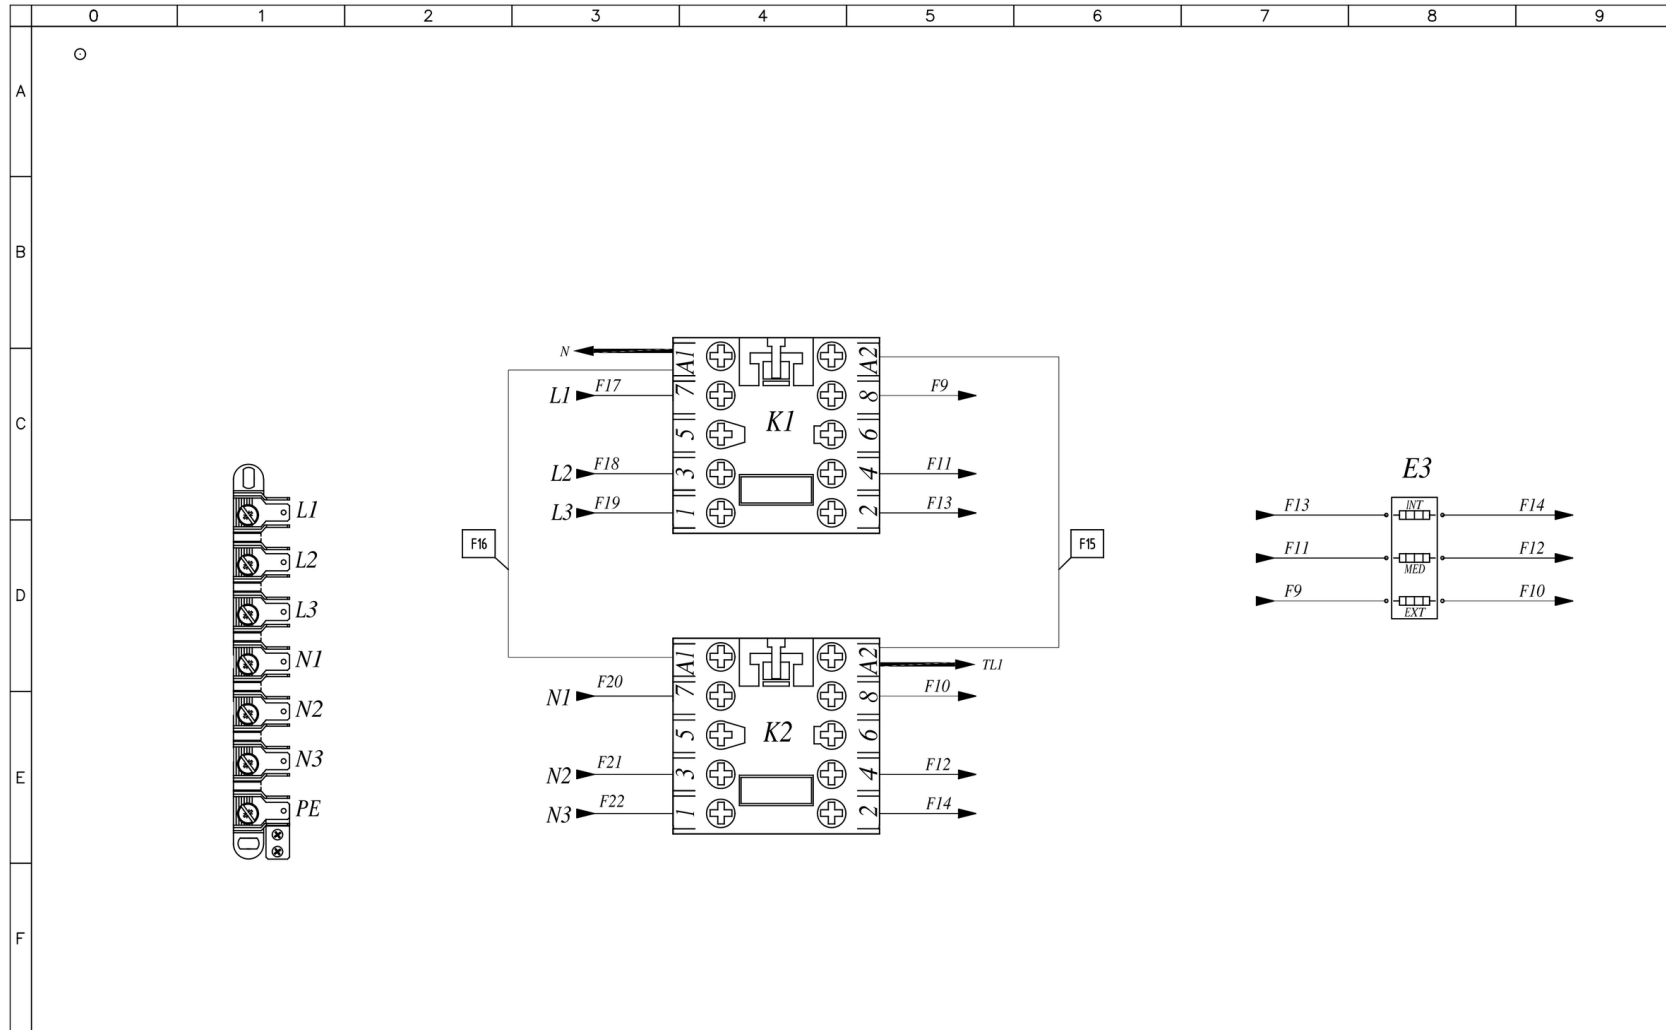 0 1 2 3 4 5 6 7 8 9
A
B
C
D
E
F
L1
L2
L3
N1
N2
N3
PE
N
L1 F17
L2 F18
L3 F19
A1
7
5
3
1
K1
A2
8
6
4
2
F9
F11
F13
F16
F15
N1 F20
N2 F21
N3 F22
A1
7
5
3
1
K2
A2
8
6
4
2
TL1
F10
F12
F14
E3
F13 INT F14
F11 MED F12
F9 EXT F10